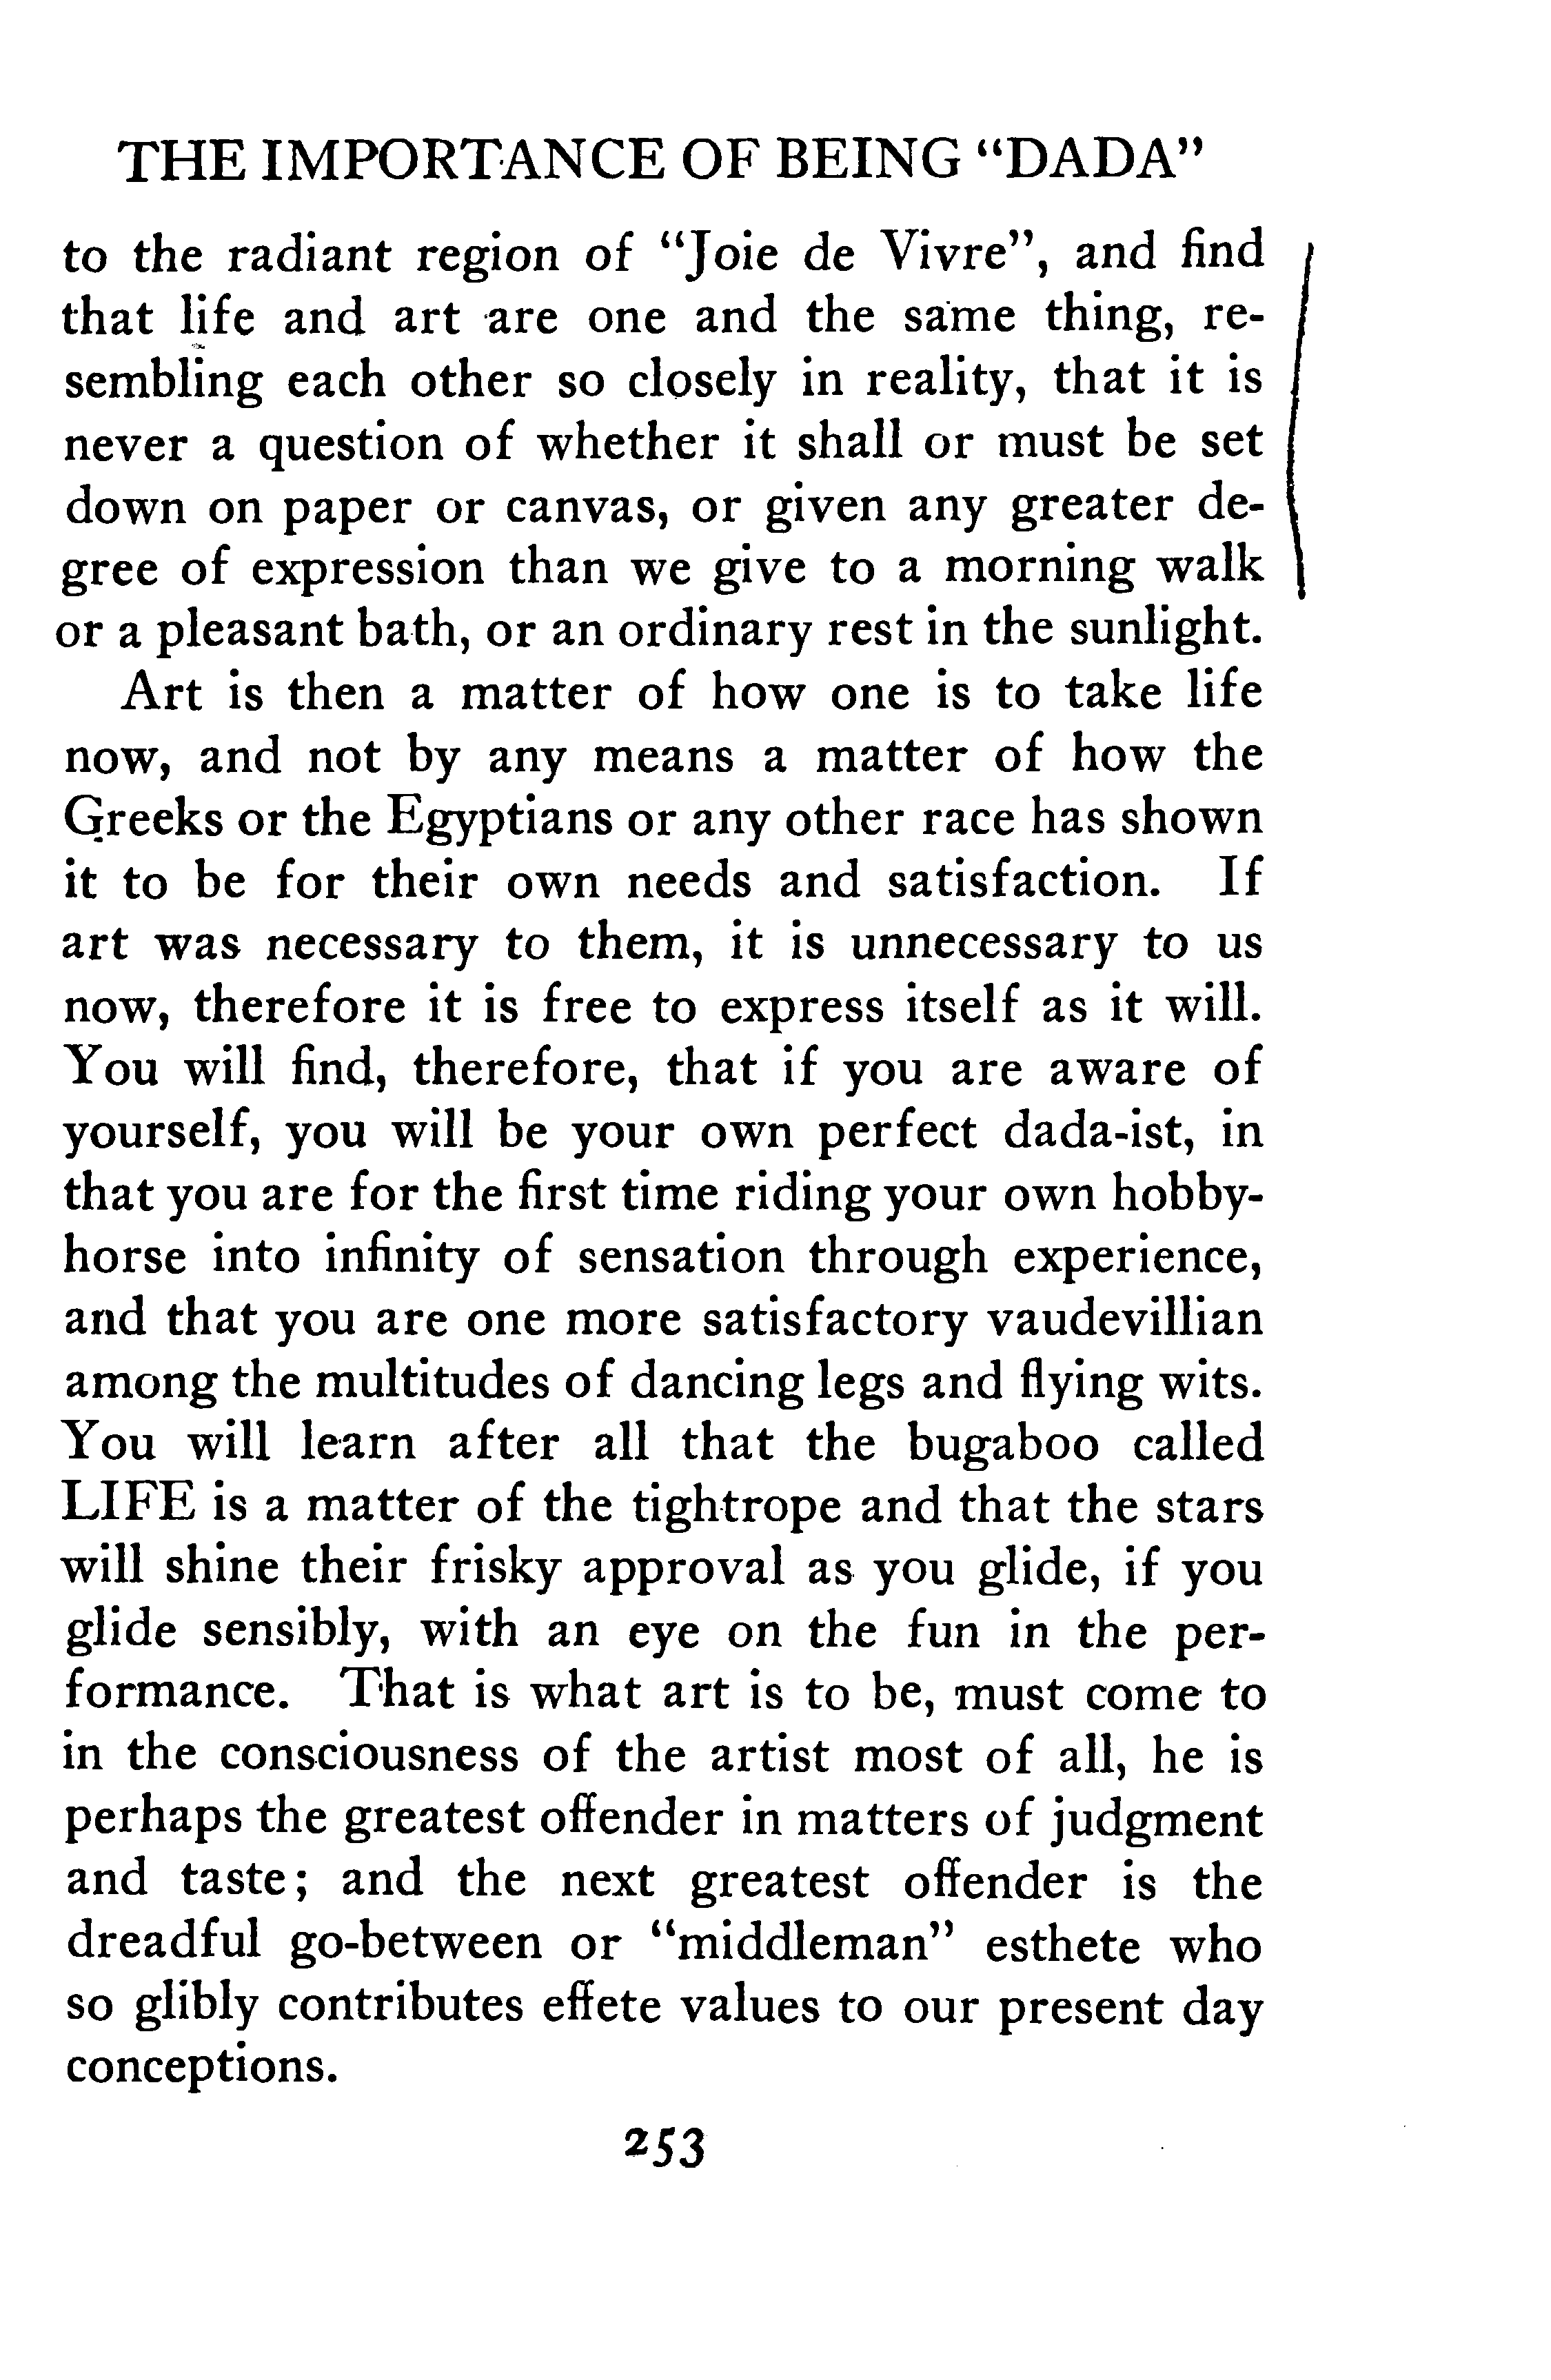 THE IMPORTANCE OF BEING “DADA”
to the radiant region of “Joie de Vivre”, and find
that life and art are one and the same thing, re-
sembling each other so closely in reality, that it is
never a question of whether it shall or must be set
down on paper or canvas, or given any greater de-
gree of expression than we give to a morning walk
or a pleasant bath, or an ordinary rest in the sunlight.
Art is then a matter of how one is to take life
now, and not by any means a matter of how the
Greeks or the Egyptians or any other race has shown
it to be for their own needs and satisfaction. If
art was necessary to them, it is unnecessary to us
now, therefore it is free to express itself as it will.
You will find, therefore, that if you are aware of
yourself, you will be your own perfect dada-ist, in
that you are for the first time riding your own hobby-
horse into infinity of sensation through experience,
and that you are one more satisfactory vaudevillian
among the multitudes of dancing legs and flying wits.
You will learn after all that the bugaboo called
LIFE is a matter of the tightrope and that the stars
will shine their frisky approval as you glide, if you
glide sensibly, with an eye on the fun in the per-
formance. That is what art is to be, must come to
in the consciousness of the artist most of all, he is
perhaps the greatest offender in matters of judgment
and taste; and the next greatest offender is the
dreadful go-between or “middleman” esthete who
so glibly contributes effete values to our present day
conceptions.
253